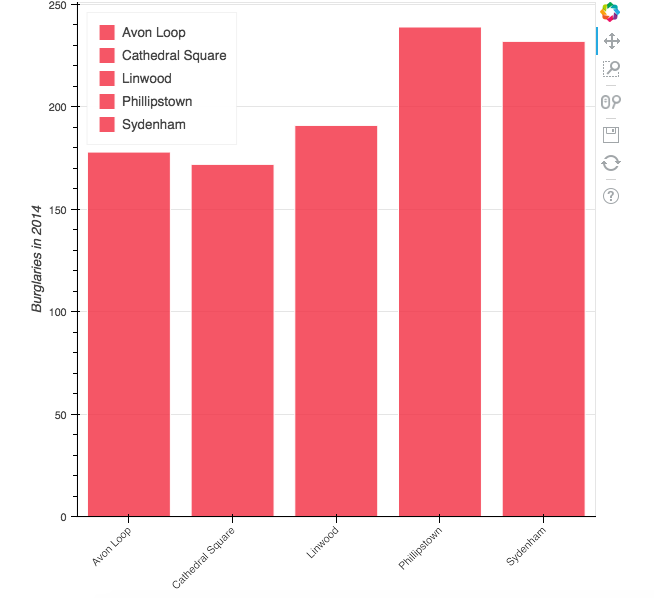 250
200
150
100
50
0
Burglaries in 2014
Avon Loop
Cathedral Square
Linwood
Phillipstown
Sydenham
Avon Loop
Cathedral Square
Linwood
Phillipstown
Sydenham
?